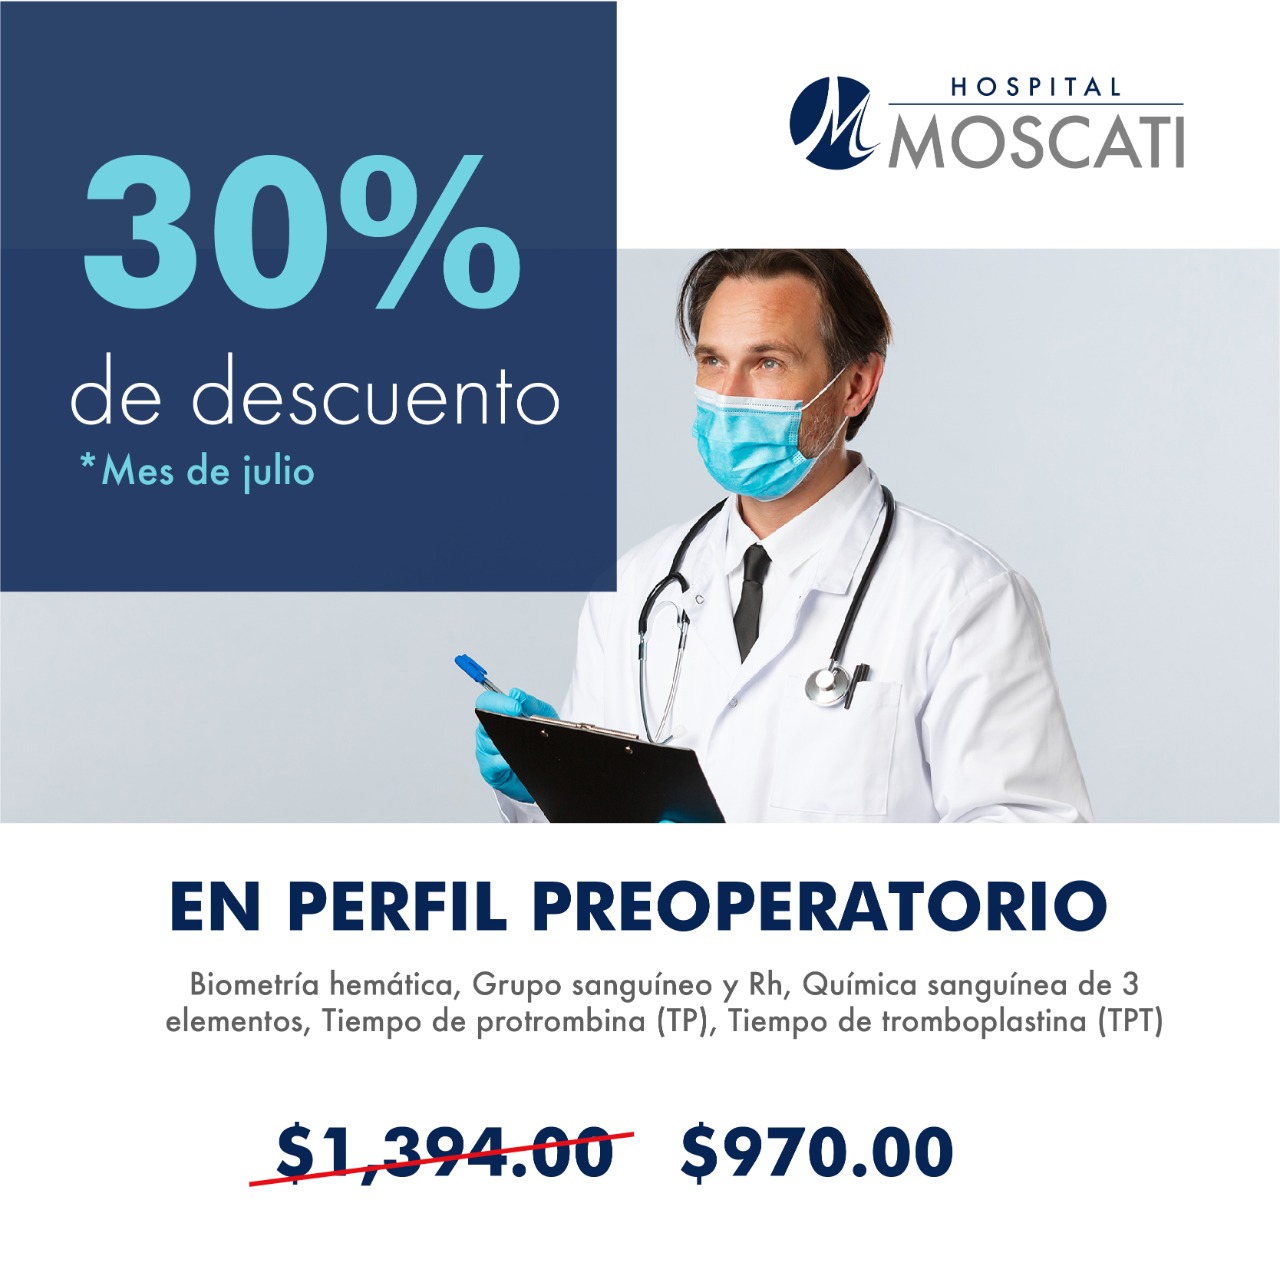 HOSPITAL
MOSCATI
30%
de descuento
*Mes de julio
EN PERFIL PREOPERATORIO
Biometría hemática, Grupo sanguíneo y Rh, Química sanguínea de 3
elementos, Tiempo de protrombina (TP), Tiempo de tromboplastina (TPT)
$1,394.00 $970.00